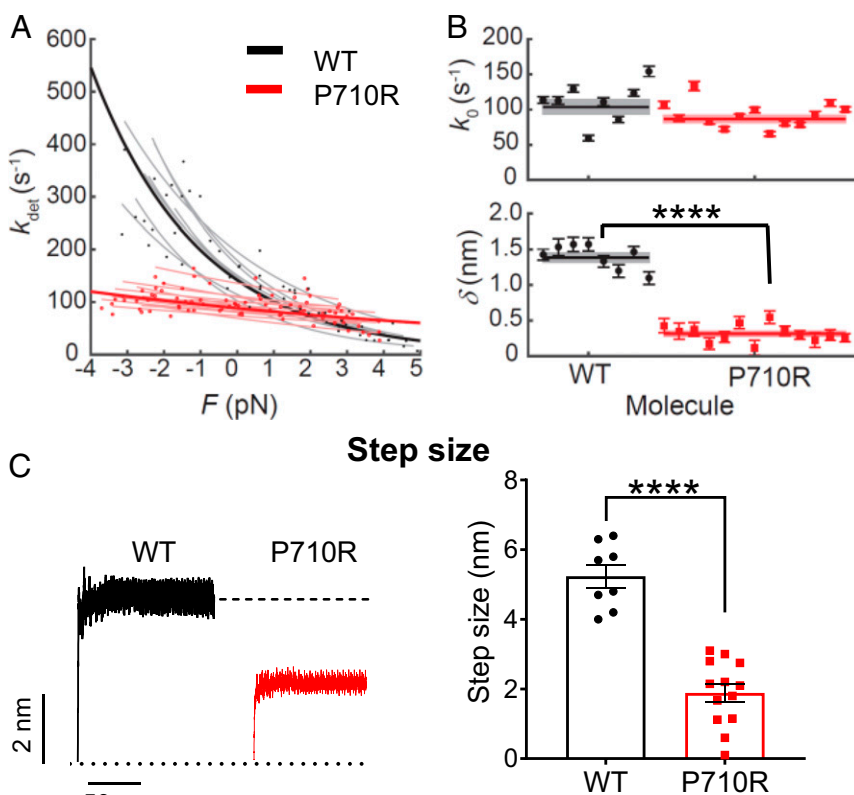 A
600
500
400
300
200
100
0
k_det (s⁻¹)
-4 -3 -2 -1 0 1 2 3 4 5
F (pN)
WT
P710R
B
200
150
100
50
0
k₀ (s⁻¹)
2.0
1.5
1.0
0.5
0
δ (nm)
****
WT P710R
Molecule
Step size
C
WT P710R
2 nm
8
6
4
2
0
Step size (nm)
****
WT P710R